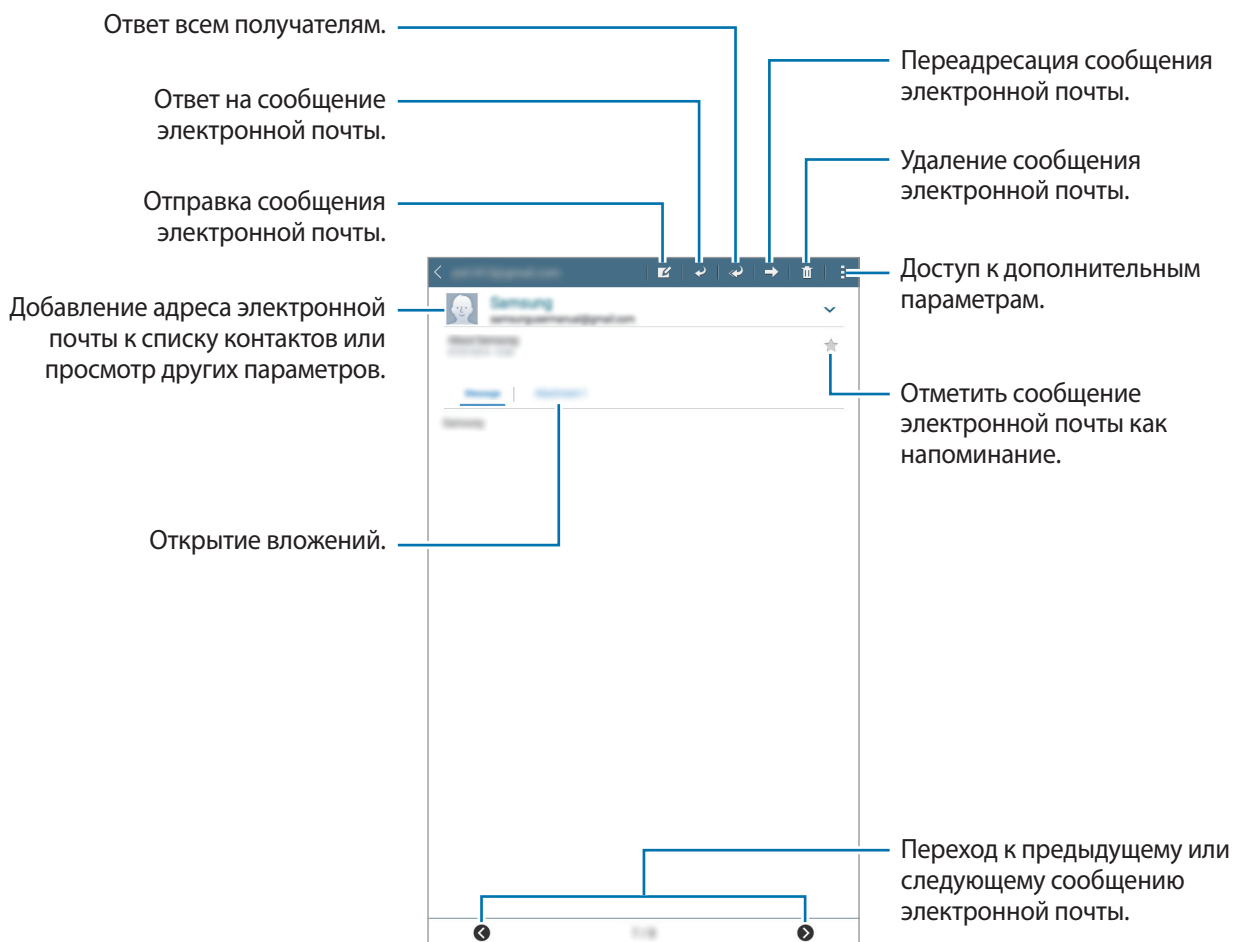 Ответ всем получателям.
Ответ на сообщение
электронной почты.
Отправка сообщения
электронной почты.
Добавление адреса электронной
почты к списку контактов или
просмотр других параметров.
Открытие вложений.
Переадресация сообщения
электронной почты.
Удаление сообщения
электронной почты.
Доступ к дополнительным
параметрам.
Отметить сообщение
электронной почты как
напоминание.
Переход к предыдущему или
следующему сообщению
электронной почты.
Samsung
Message
Samsung